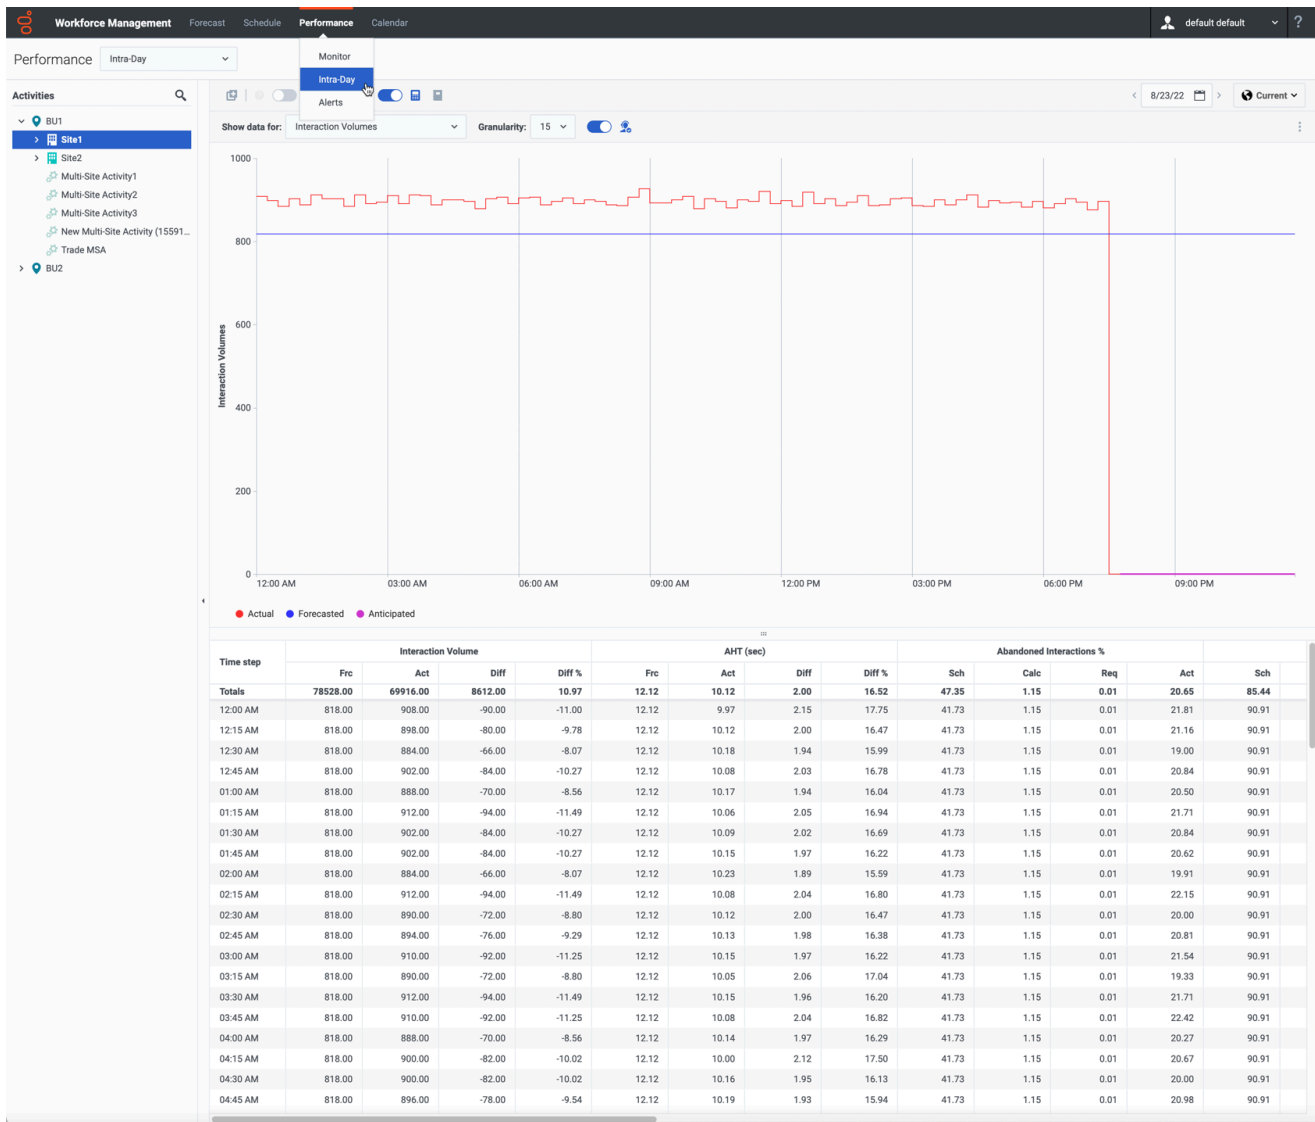 Workforce Management Forecast Schedule Performance Calendar default default ?
Performance Intra-Day
Monitor
Intra-Day
Alerts
Activities
BU1
Site1
Site2
Multi-Site Activity1
Multi-Site Activity2
Multi-Site Activity3
New Multi-Site Activity (15591...
Trade MSA
BU2
8/23/22 Current
Show data for: Interaction Volumes Granularity: 15
Interaction Volumes
1000
800
600
400
200
0
12:00 AM 03:00 AM 06:00 AM 09:00 AM 12:00 PM 03:00 PM 06:00 PM 09:00 PM
Actual Forecasted Anticipated
Time step Interaction Volume AHT (sec) Abandoned Interactions %
Frc Act Diff Diff % Frc Act Diff Diff % Sch Calc Req Act Sch
Totals 78528.00 69916.00 8612.00 10.97 12.12 10.12 2.00 16.52 47.35 1.15 0.01 20.65 85.44
12:00 AM 818.00 908.00 -90.00 -11.00 12.12 9.97 2.15 17.75 41.73 1.15 0.01 21.81 90.91
12:15 AM 818.00 898.00 -80.00 -9.78 12.12 10.12 2.00 16.47 41.73 1.15 0.01 21.16 90.91
12:30 AM 818.00 884.00 -66.00 -8.07 12.12 10.18 1.94 15.99 41.73 1.15 0.01 19.00 90.91
12:45 AM 818.00 902.00 -84.00 -10.27 12.12 10.08 2.03 16.78 41.73 1.15 0.01 20.84 90.91
01:00 AM 818.00 888.00 -70.00 -8.56 12.12 10.17 1.94 16.04 41.73 1.15 0.01 20.50 90.91
01:15 AM 818.00 912.00 -94.00 -11.49 12.12 10.06 2.05 16.94 41.73 1.15 0.01 21.71 90.91
01:30 AM 818.00 902.00 -84.00 -10.27 12.12 10.09 2.02 16.69 41.73 1.15 0.01 20.84 90.91
01:45 AM 818.00 902.00 -84.00 -10.27 12.12 10.15 1.97 16.22 41.73 1.15 0.01 20.62 90.91
02:00 AM 818.00 884.00 -66.00 -8.07 12.12 10.23 1.89 15.59 41.73 1.15 0.01 19.91 90.91
02:15 AM 818.00 912.00 -94.00 -11.49 12.12 10.08 2.04 16.80 41.73 1.15 0.01 22.15 90.91
02:30 AM 818.00 890.00 -72.00 -8.80 12.12 10.12 2.00 16.47 41.73 1.15 0.01 20.00 90.91
02:45 AM 818.00 894.00 -76.00 -9.29 12.12 10.13 1.98 16.38 41.73 1.15 0.01 20.81 90.91
03:00 AM 818.00 910.00 -92.00 -11.25 12.12 10.15 1.97 16.22 41.73 1.15 0.01 21.54 90.91
03:15 AM 818.00 890.00 -72.00 -8.80 12.12 10.05 2.06 17.04 41.73 1.15 0.01 19.33 90.91
03:30 AM 818.00 912.00 -94.00 -11.49 12.12 10.15 1.96 16.20 41.73 1.15 0.01 21.71 90.91
03:45 AM 818.00 910.00 -92.00 -11.25 12.12 10.08 2.04 16.82 41.73 1.15 0.01 22.42 90.91
04:00 AM 818.00 888.00 -70.00 -8.56 12.12 10.14 1.97 16.29 41.73 1.15 0.01 20.27 90.91
04:15 AM 818.00 900.00 -82.00 -10.02 12.12 10.00 2.12 17.50 41.73 1.15 0.01 20.67 90.91
04:30 AM 818.00 900.00 -82.00 -10.02 12.12 10.16 1.95 16.13 41.73 1.15 0.01 20.00 90.91
04:45 AM 818.00 896.00 -78.00 -9.54 12.12 10.19 1.93 15.94 41.73 1.15 0.01 20.98 90.91